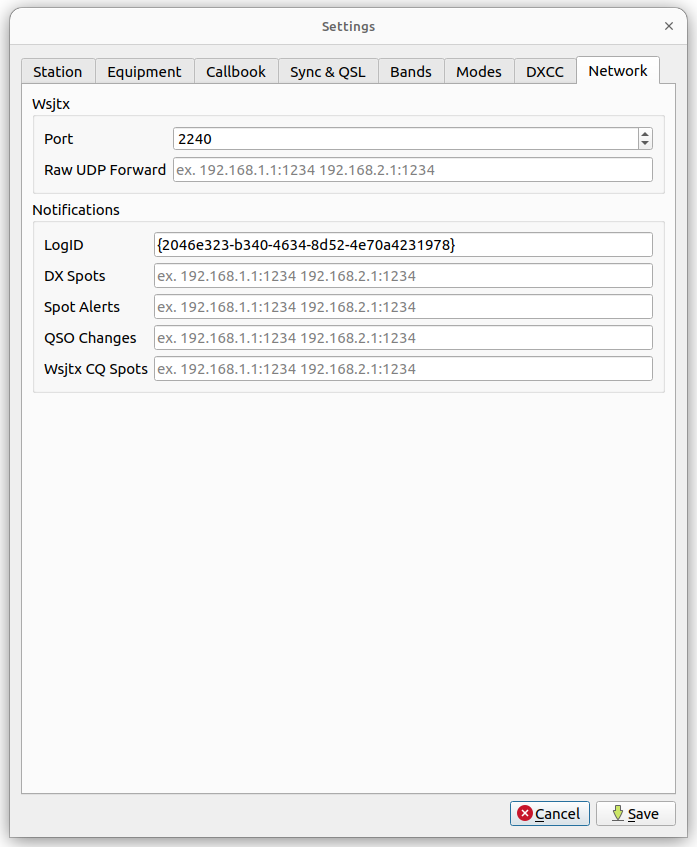 Settings
Station Equipment Callbook Sync & QSL Bands Modes DXCC Network
Wsjtx
Port 2240
Raw UDP Forward ex. 192.168.1.1:1234 192.168.2.1:1234
Notifications
LogID {2046e323-b340-4634-8d52-4e70a4231978}
DX Spots ex. 192.168.1.1:1234 192.168.2.1:1234
Spot Alerts ex. 192.168.1.1:1234 192.168.2.1:1234
QSO Changes ex. 192.168.1.1:1234 192.168.2.1:1234
Wsjtx CQ Spots ex. 192.168.1.1:1234 192.168.2.1:1234
Cancel Save